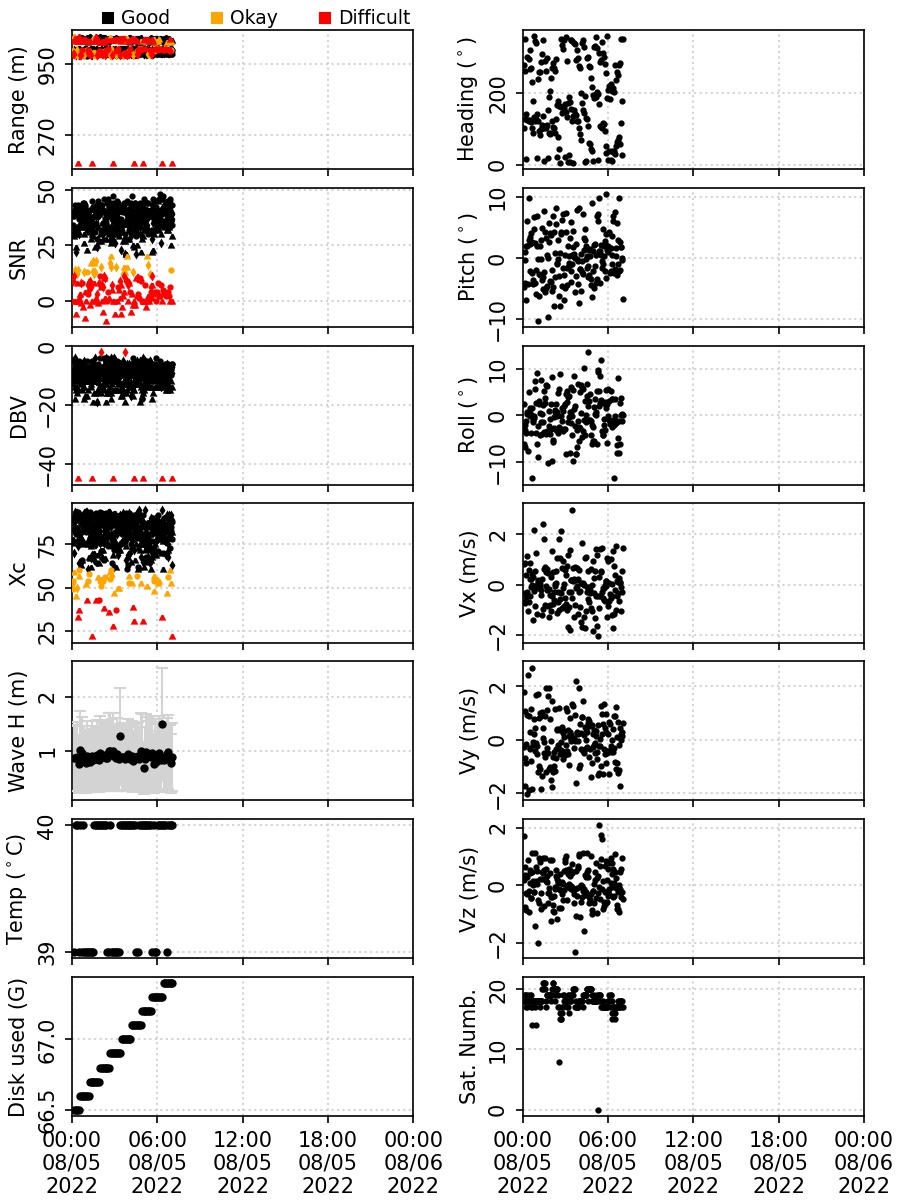 Good Okay Difficult
Range (m)
950
270
Heading (°)
200
0
SNR
50
25
0
Pitch (°)
10
0
−10
DBV
0
−20
−40
Roll (°)
10
0
−10
Xc
75
50
25
Vx (m/s)
2
0
−2
Wave H (m)
2
1
Vy (m/s)
2
0
−2
Temp (°C)
40
39
Vz (m/s)
2
0
−2
Disk used (G)
67.0
66.5
Sat. Numb.
20
10
0
00:00 06:00 12:00 18:00 00:00
08/05 08/05 08/05 08/05 08/06
2022 2022 2022 2022 2022
00:00 06:00 12:00 18:00 00:00
08/05 08/05 08/05 08/05 08/06
2022 2022 2022 2022 2022